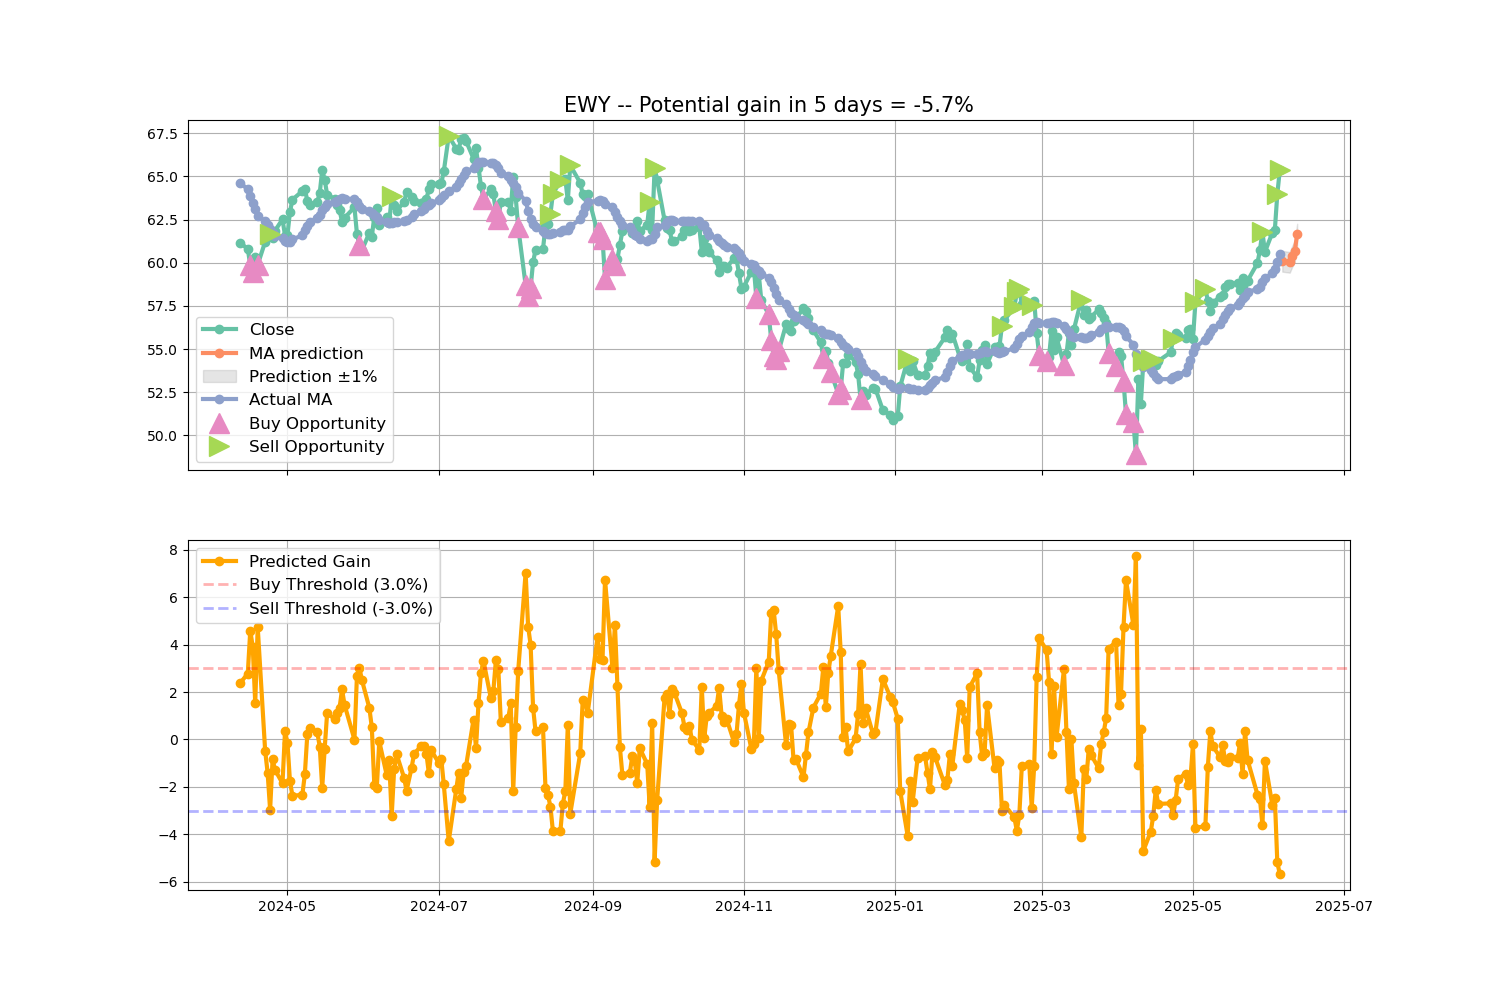 EWY -- Potential gain in 5 days = -5.7%
67.5
65.0
62.5
60.0
57.5
55.0
52.5
50.0
Close
MA prediction
Prediction ±1%
Actual MA
Buy Opportunity
Sell Opportunity
8
6
4
2
0
−2
−4
−6
Predicted Gain
Buy Threshold (3.0%)
Sell Threshold (-3.0%)
2024-05 2024-07 2024-09 2024-11 2025-01 2025-03 2025-05 2025-07